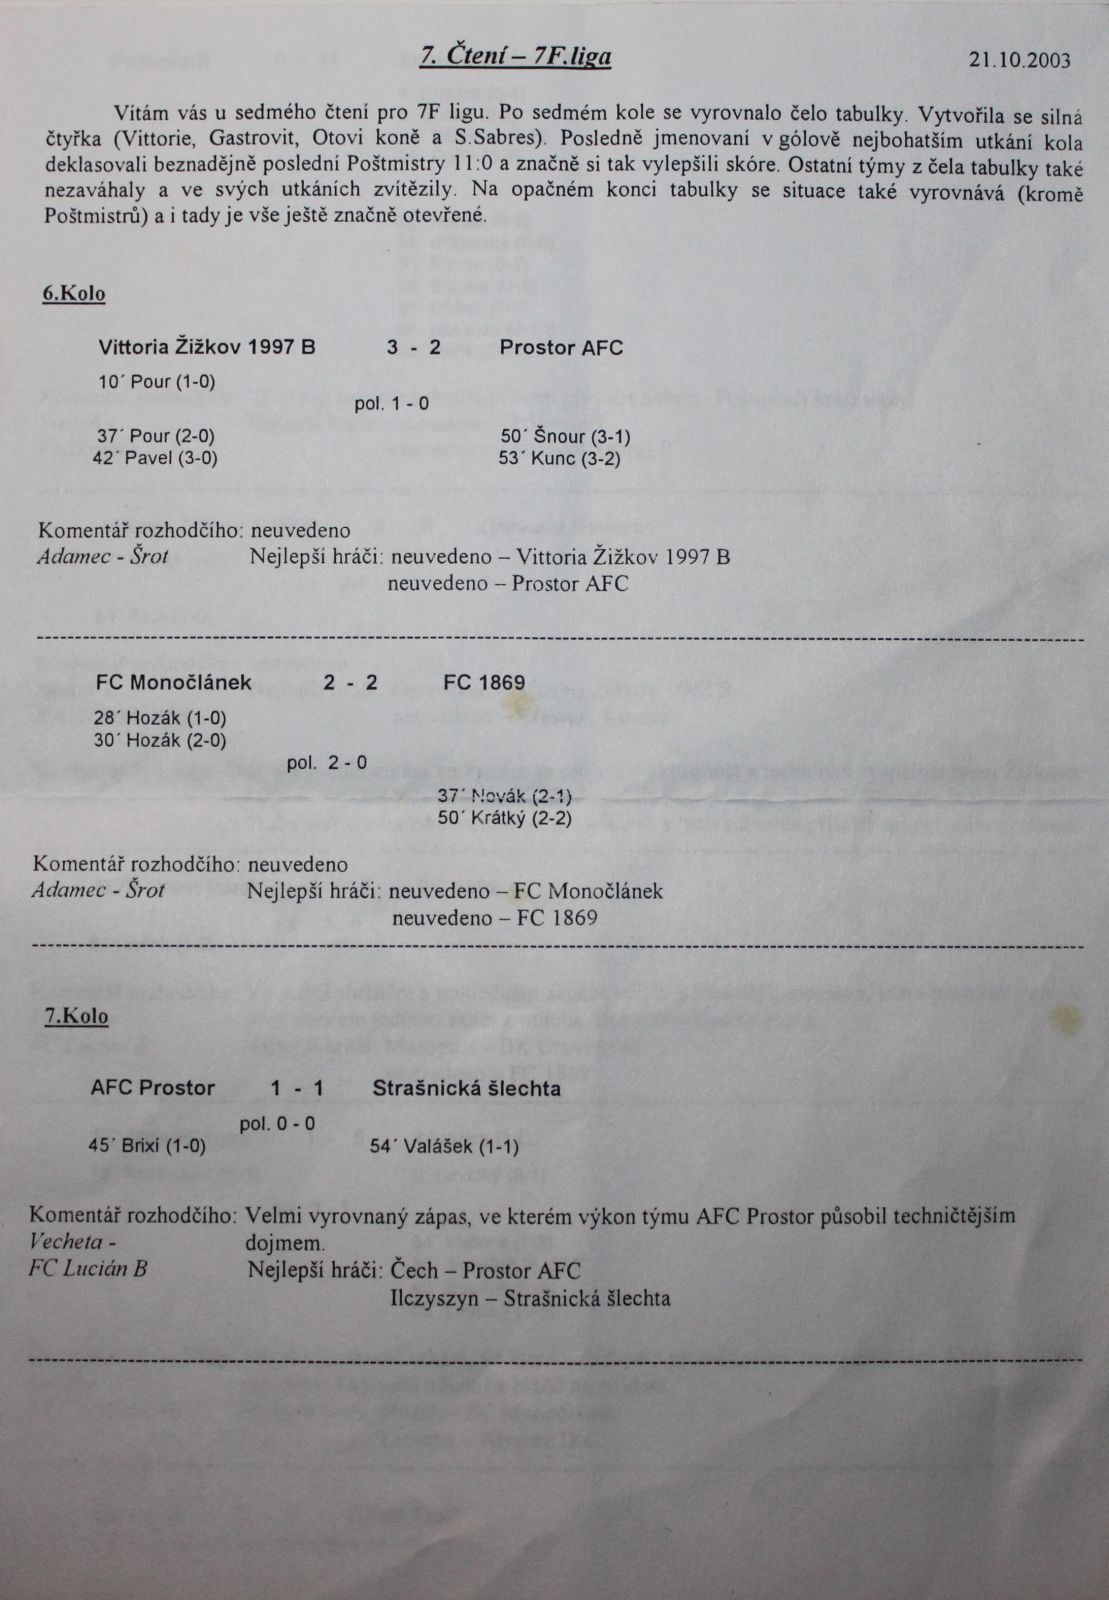 7. Čtení – 7F.liga
21.10.2003
Vítám vás u sedmého čtení pro 7F ligu. Po sedmém kole se vyrovnalo čelo tabulky. Vytvořila se silná
čtyřka (Vittorie, Gastrovit, Otovi koně a S.Sabres). Posledně jmenovaní v gólově nejbohatším utkání kola
deklasovali beznadějně poslední Poštmistry 11:0 a značně si tak vylepšili skóre. Ostatní týmy z čela tabulky také
nezaváhaly a ve svých utkáních zvítězily. Na opačném konci tabulky se situace také vyrovnává (kromě
Poštmistrů) a i tady je vše ještě značně otevřené.
6.Kolo
Vittoria Žižkov 1997 B 3 - 2 Prostor AFC
10´ Pour (1-0)
pol. 1 - 0
37´ Pour (2-0) 50´ Šnour (3-1)
42´ Pavel (3-0) 53´ Kunc (3-2)
Komentář rozhodčího: neuvedeno
Adamec - Šrot Nejlepší hráči: neuvedeno – Vittoria Žižkov 1997 B
neuvedeno – Prostor AFC
FC Monočlánek 2 - 2 FC 1869
28´ Hozák (1-0)
30´ Hozák (2-0)
pol. 2 - 0
37´ Novák (2-1)
50´ Krátký (2-2)
Komentář rozhodčího: neuvedeno
Adamec - Šrot Nejlepší hráči: neuvedeno – FC Monočlánek
neuvedeno – FC 1869
7.Kolo
AFC Prostor 1 - 1 Strašnická šlechta
pol. 0 - 0
45´ Brixí (1-0) 54´ Valášek (1-1)
Komentář rozhodčího: Velmi vyrovnaný zápas, ve kterém výkon týmu AFC Prostor působil techničtějším
Vecheta - dojmem.
FC Lucián B Nejlepší hráči: Čech – Prostor AFC
Ilczyszyn – Strašnická šlechta